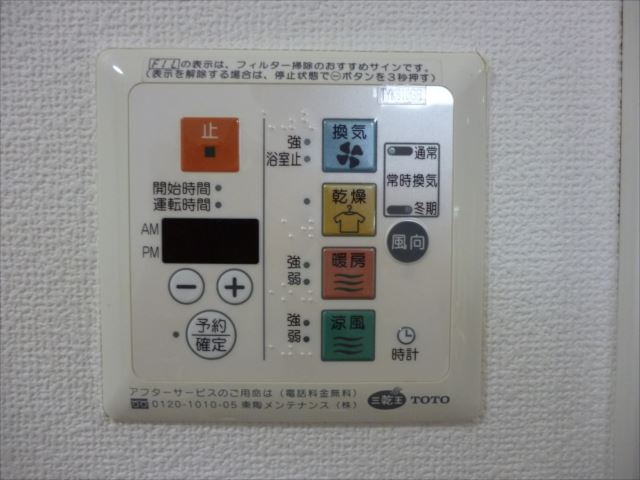 FILの表示は、フィルター掃除のおすすめサインです。
(表示を解除する場合は、停止状態で⊖ボタンを3秒押す)
止
開始時間
運転時間
AM
PM
− +
予約
確定
強
浴室止
換気
乾燥
強
弱
暖房
強
弱
涼風
通常
常時換気
冬期
風向
時計
アフターサービスのご用命は(電話料金無料)
0120-1010-05 東陶メンテナンス(株)
三乾王 TOTO